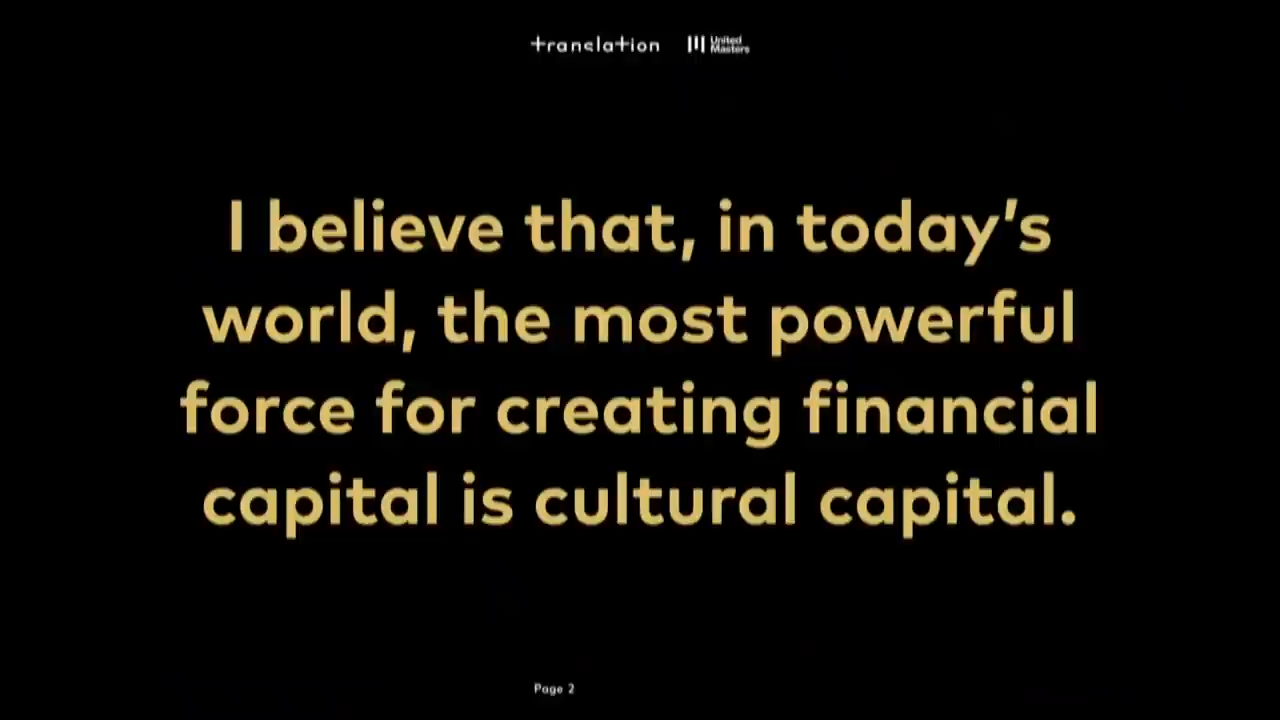 translation
United
Masters
I believe that, in today's
world, the most powerful
force for creating financial
capital is cultural capital.
Page 2